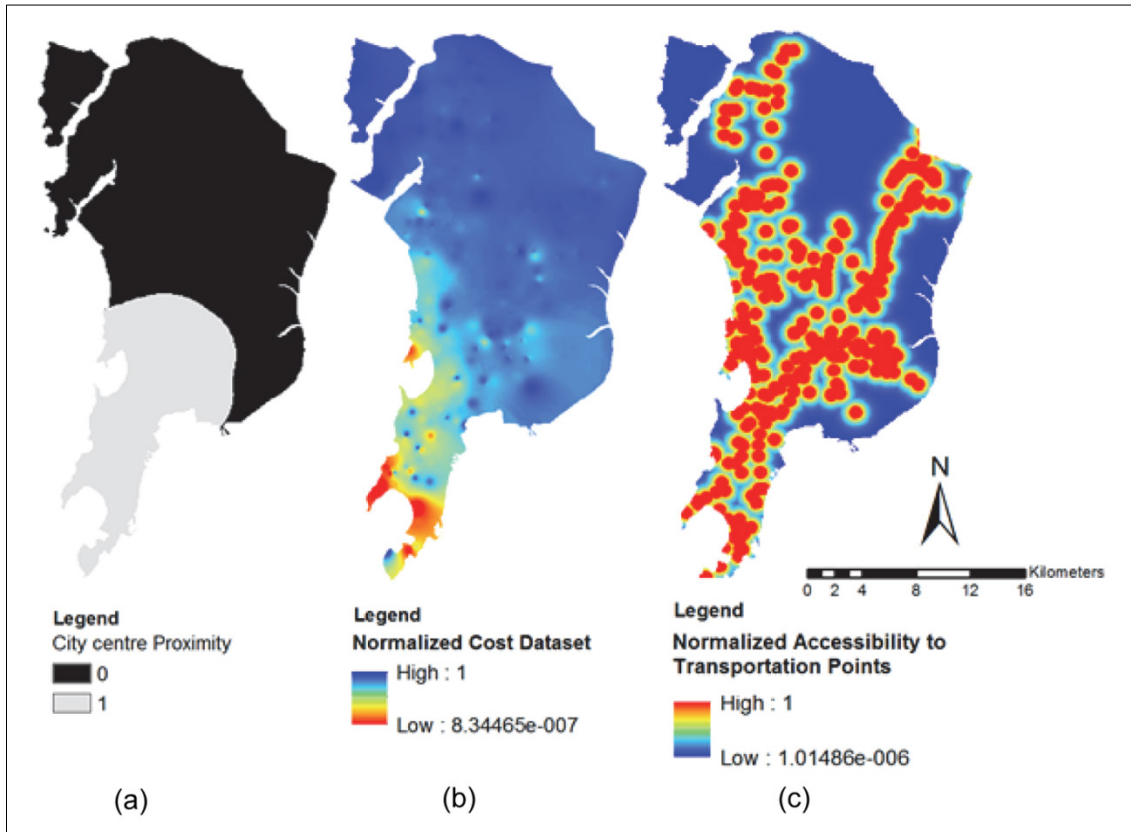 N
Kilometers
0 2 4 8 12 16
Legend
City centre Proximity
0
1
(a)
Legend
Normalized Cost Dataset
High : 1
Low : 8.34465e-007
(b)
Legend
Normalized Accessibility to
Transportation Points
High : 1
Low : 1.01486e-006
(c)